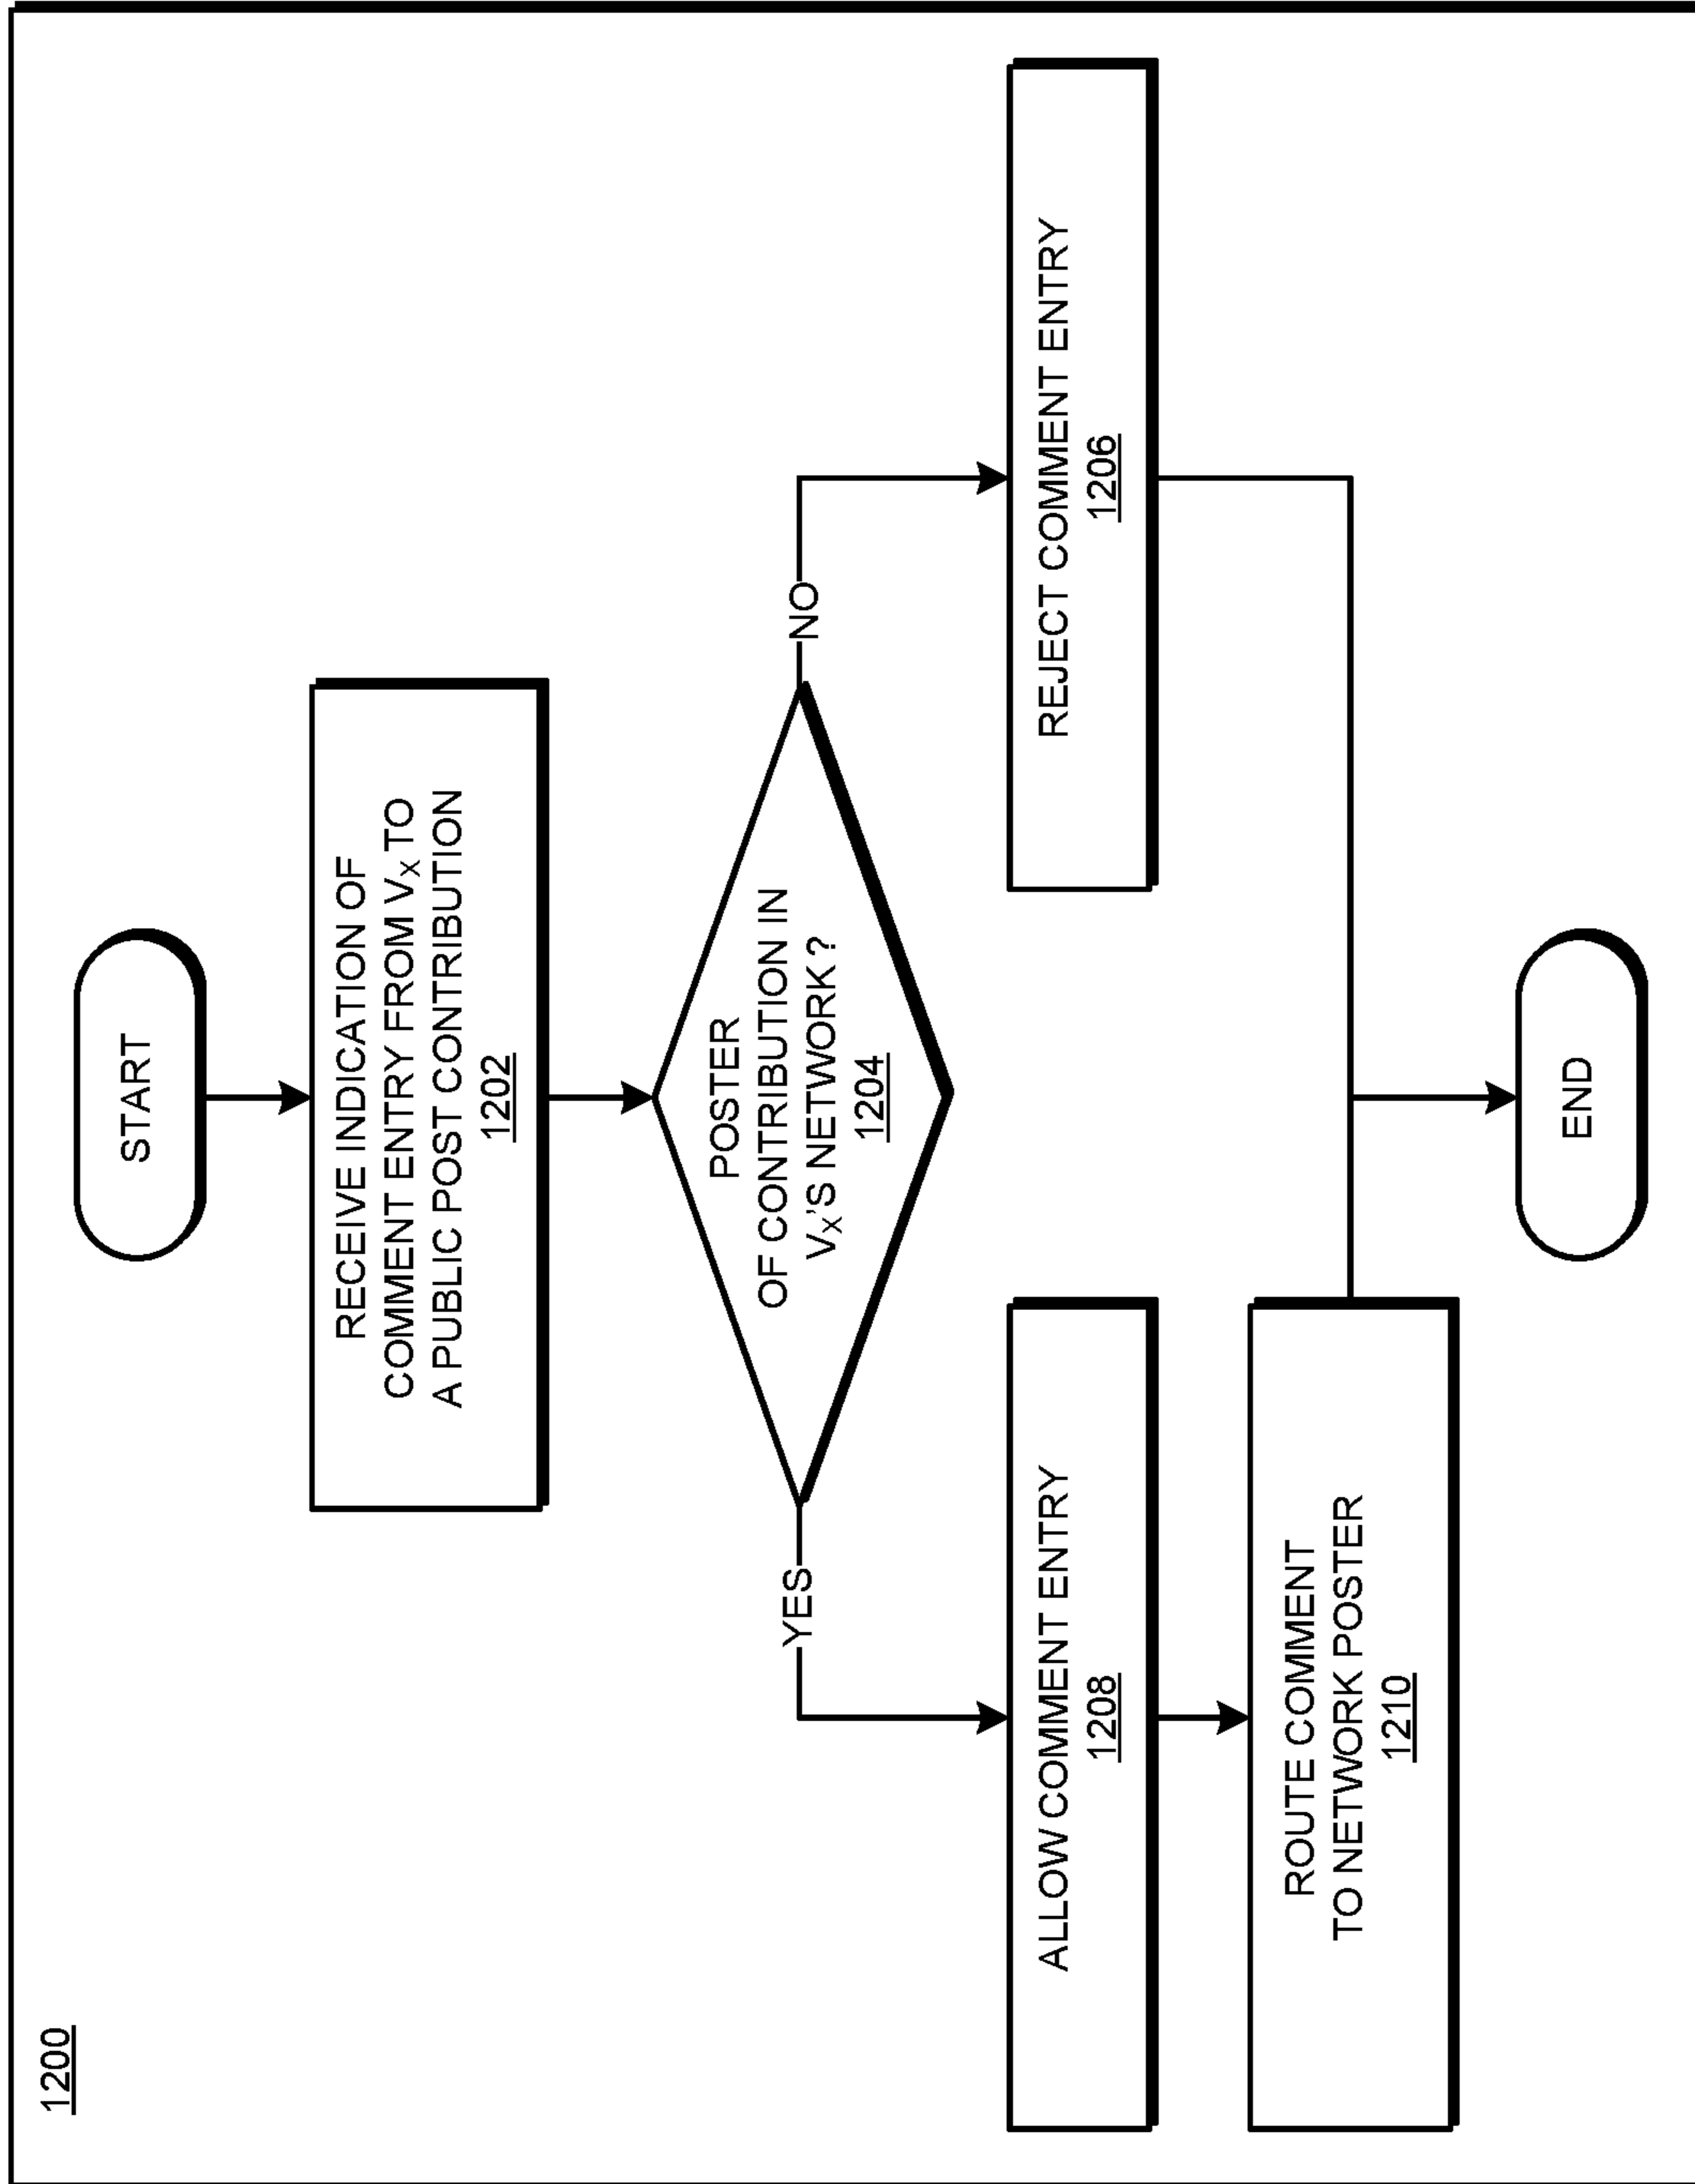 1200
START
RECEIVE INDICATION OF
COMMENT ENTRY FROM VX TO
A PUBLIC POST CONTRIBUTION
1202
POSTER
OF CONTRIBUTION IN
VX'S NETWORK?
1204
YES
NO
ALLOW COMMENT ENTRY
1208
REJECT COMMENT ENTRY
1206
ROUTE COMMENT
TO NETWORK POSTER
1210
END